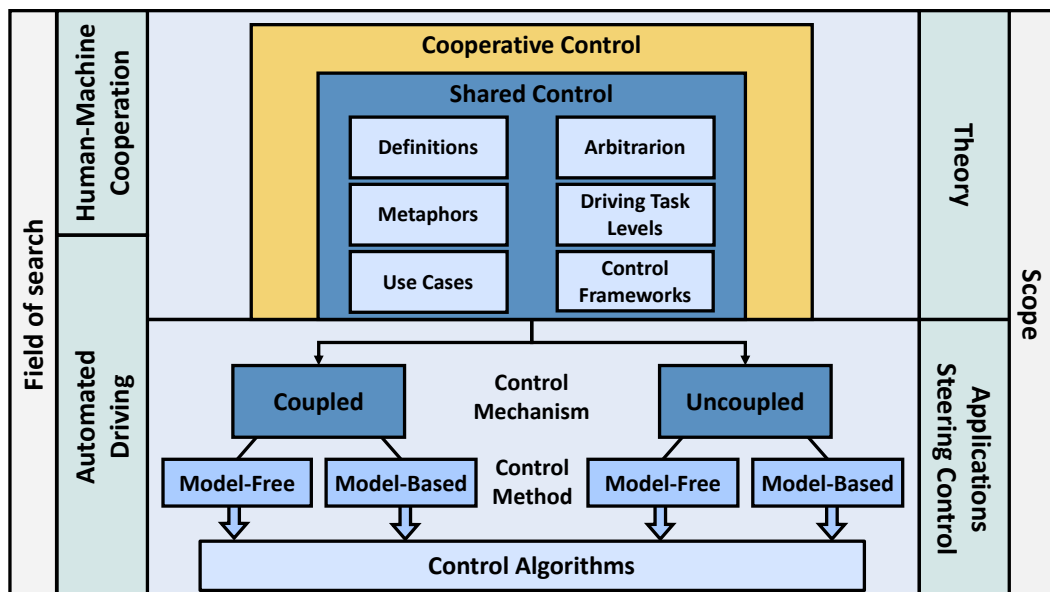 Field of search
Human-Machine
Cooperation
Automated
Driving
Cooperative Control
Shared Control
Definitions
Arbitrarion
Metaphors
Driving Task
Levels
Use Cases
Control
Frameworks
Coupled
Control
Mechanism
Uncoupled
Model-Free
Model-Based
Control
Method
Model-Free
Model-Based
Control Algorithms
Theory
Applications
Steering Control
Scope